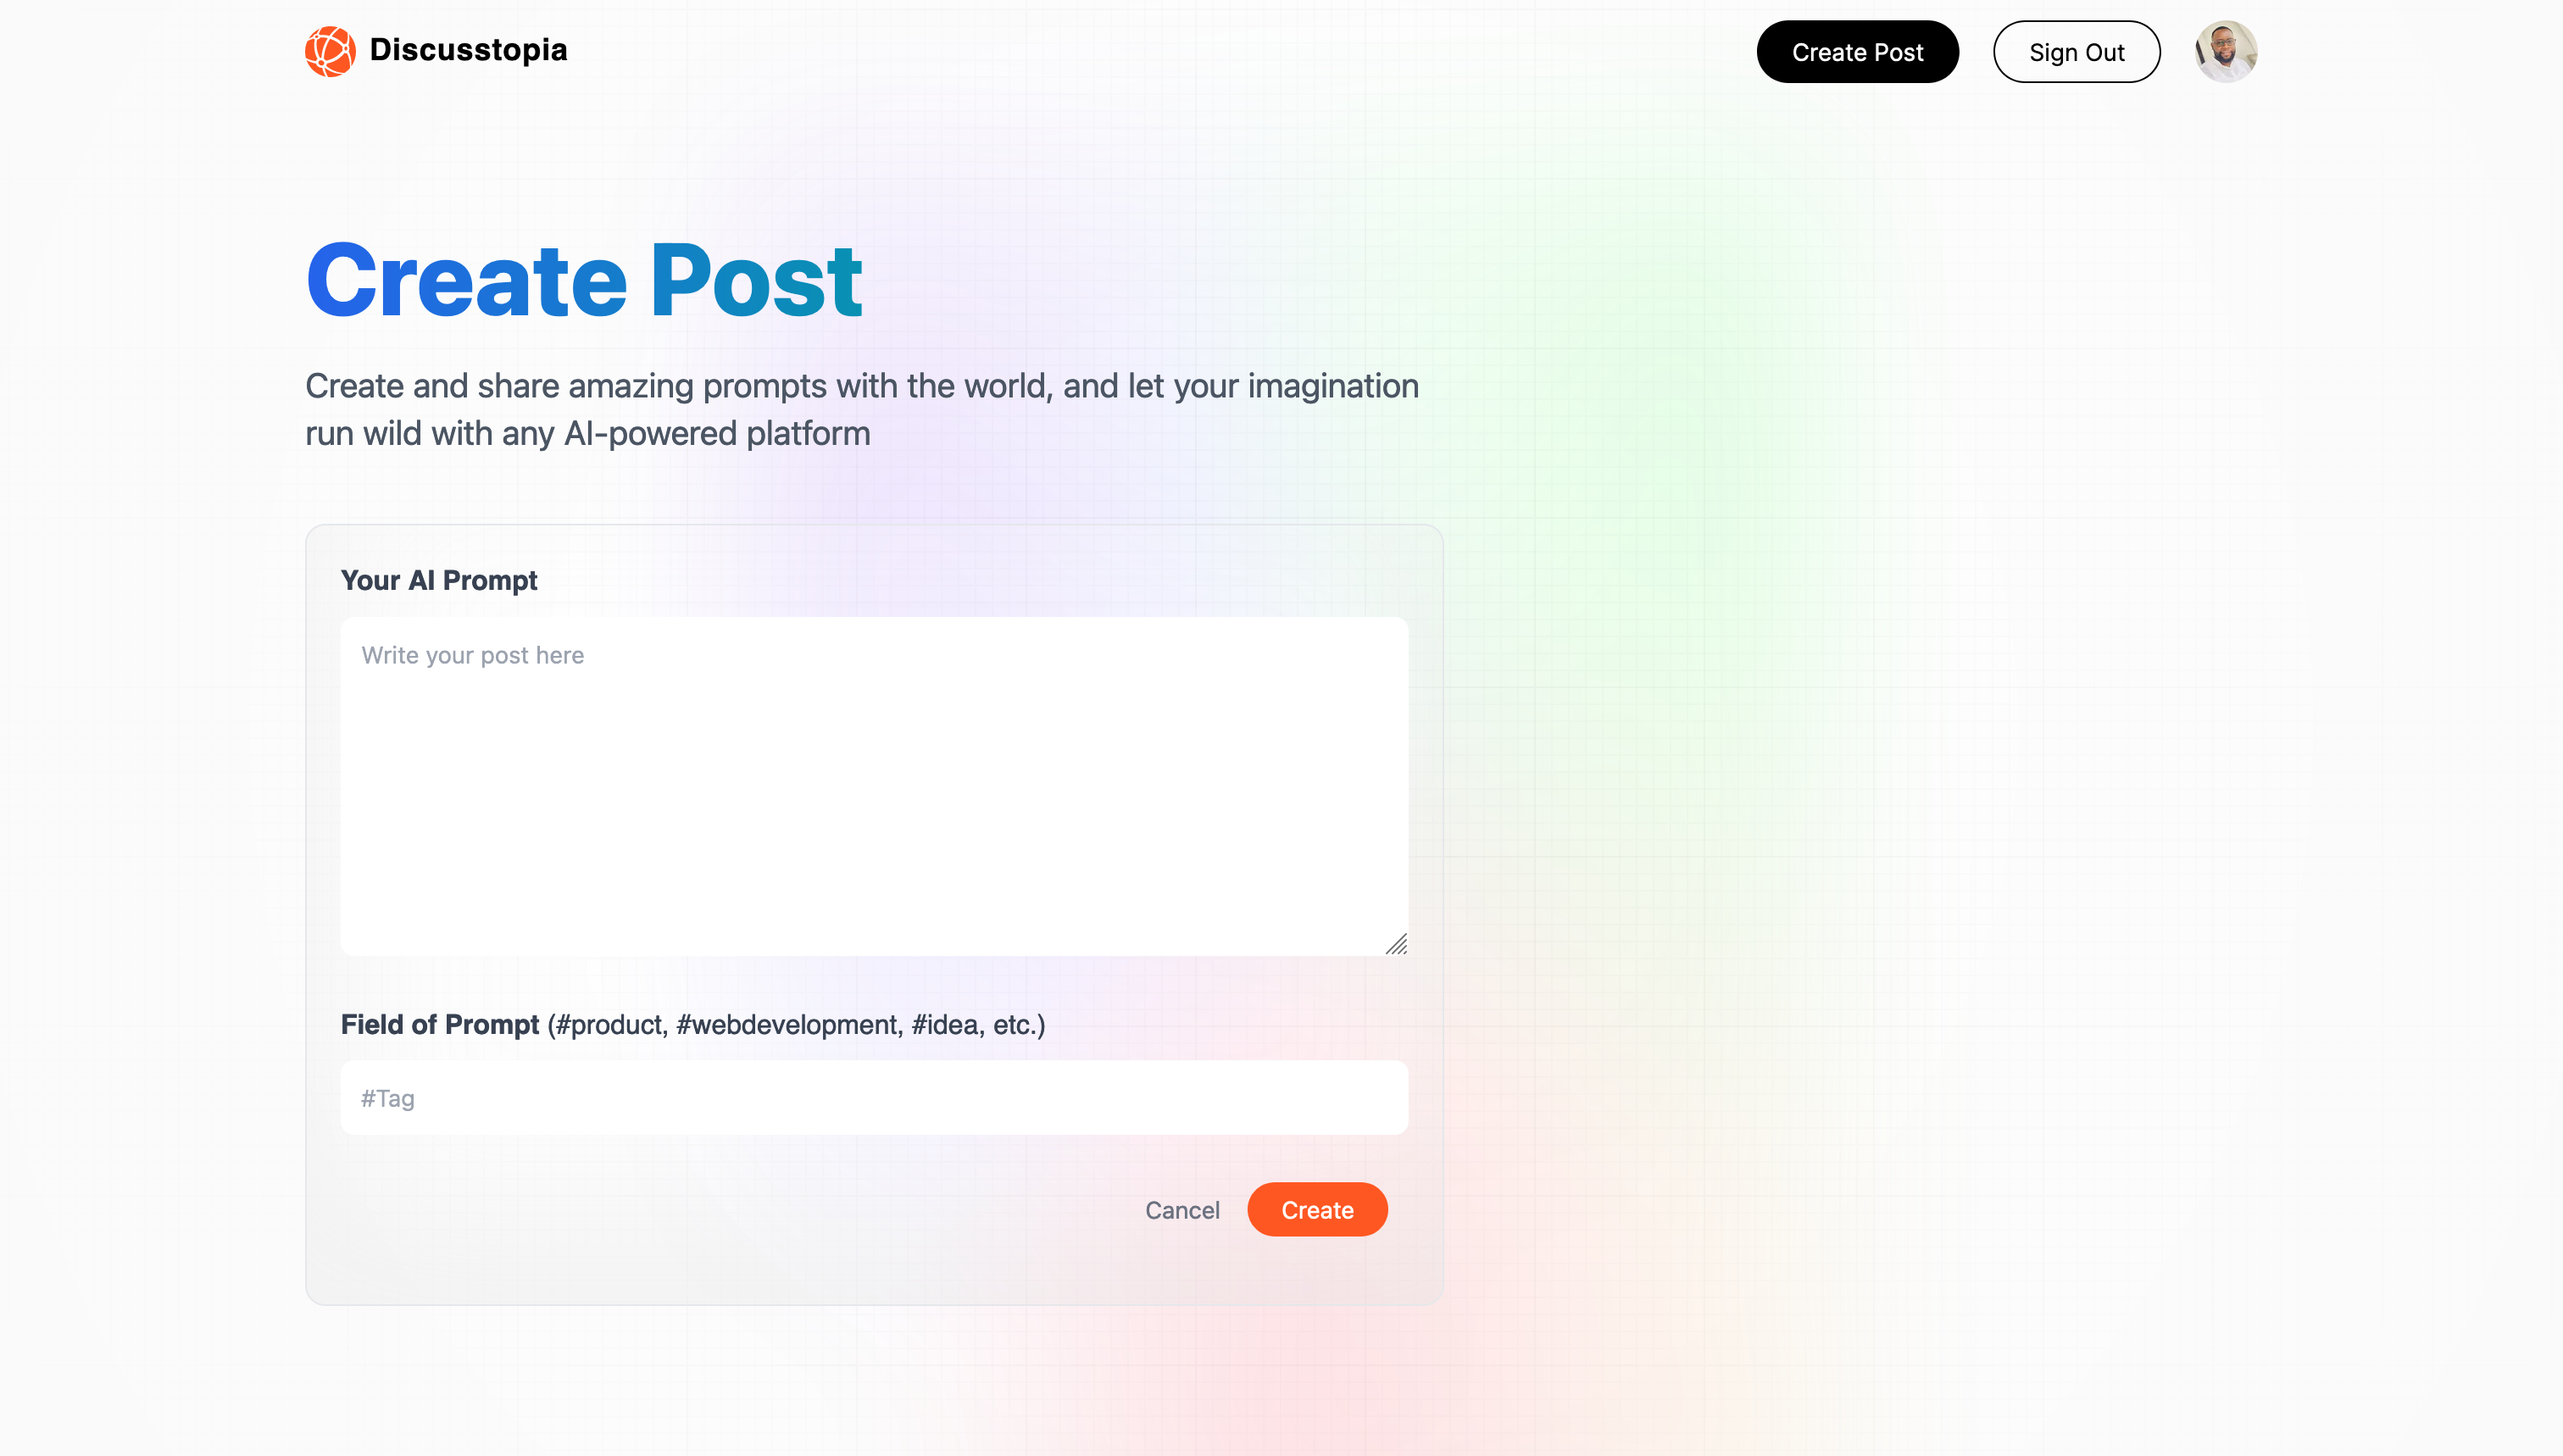 Discusstopia
Create Post
Sign Out
Create Post
Create and share amazing prompts with the world, and let your imagination
run wild with any AI-powered platform
Your AI Prompt
Write your post here
Field of Prompt (#product, #webdevelopment, #idea, etc.)
#Tag
Cancel
Create